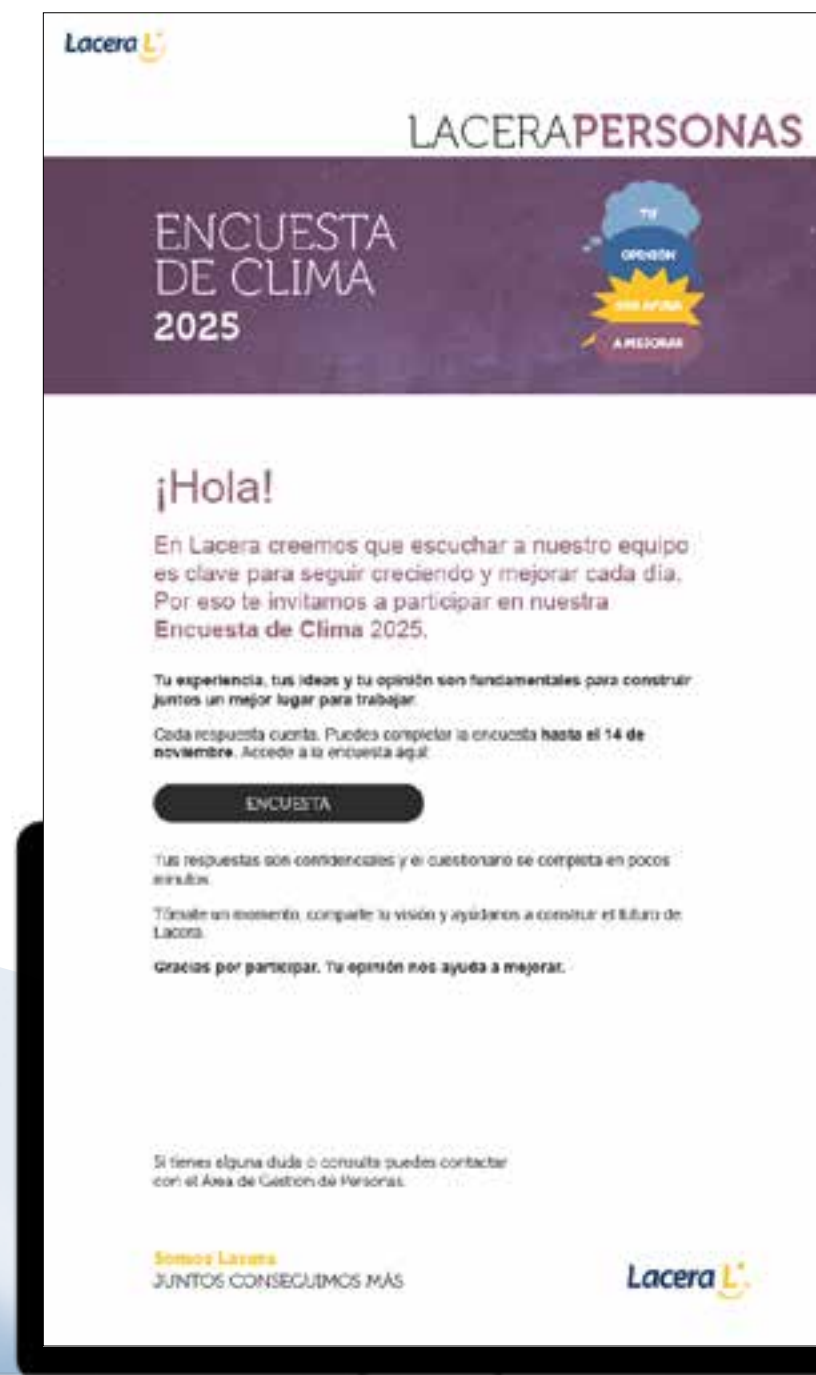 Lacera L
LACERAPERSONAS
ENCUESTA
DE CLIMA
2025
TU
OPINIÓN
NOS AYUDA
A MEJORAR
¡Hola!
En Lacera creemos que escuchar a nuestro equipo
es clave para seguir creciendo y mejorar cada día.
Por eso te invitamos a participar en nuestra
Encuesta de Clima 2025.
Tu experiencia, tus ideas y tu opinión son fundamentales para construir
juntos un mejor lugar para trabajar.
Cada respuesta cuenta. Puedes completar la encuesta hasta el 14 de
noviembre. Accede a la encuesta aquí:
ENCUESTA
Tus respuestas son confidenciales y el cuestionario se completa en pocos
minutos.
Tómate un momento, comparte tu visión y ayúdanos a construir el futuro de
Lacera.
Gracias por participar. Tu opinión nos ayuda a mejorar.
Si tienes alguna duda o consulta puedes contactar
con el Área de Gestión de Personas.
Somos Lacera
JUNTOS CONSEGUIMOS MÁS
Lacera L